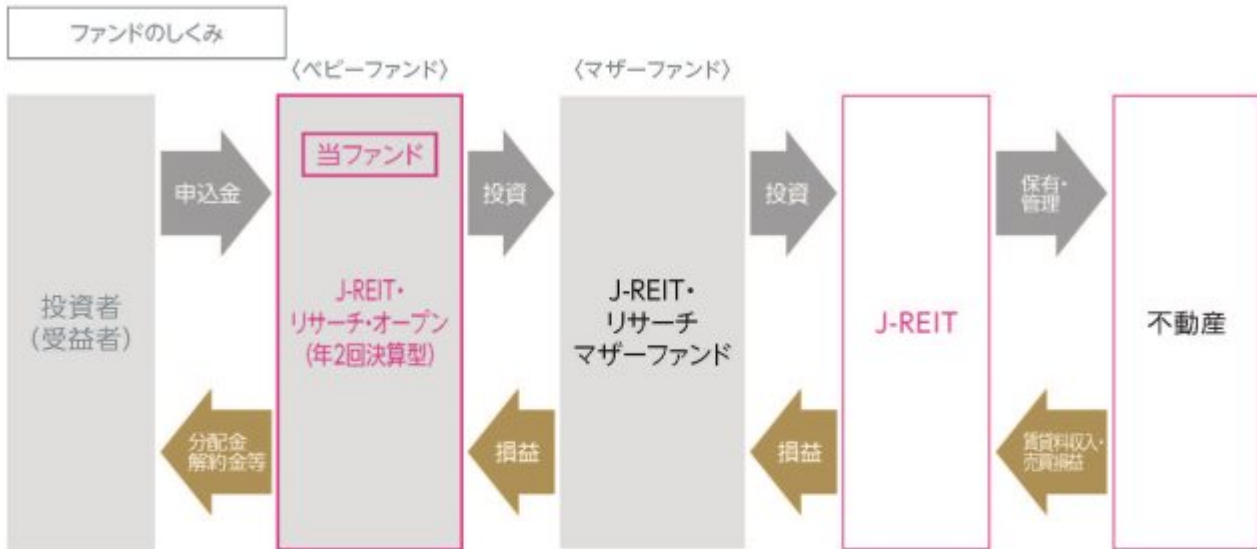 ファンドのしくみ
〈ベビーファンド〉
〈マザーファンド〉
投資者
(受益者)
申込金
分配金
解約金等
当ファンド
J-REIT・
リサーチ・オープン
(年2回決算型)
投資
損益
J-REIT・
リサーチ
マザーファンド
投資
損益
J-REIT
保有・
管理
賃貸料収入・
売買損益
不動産